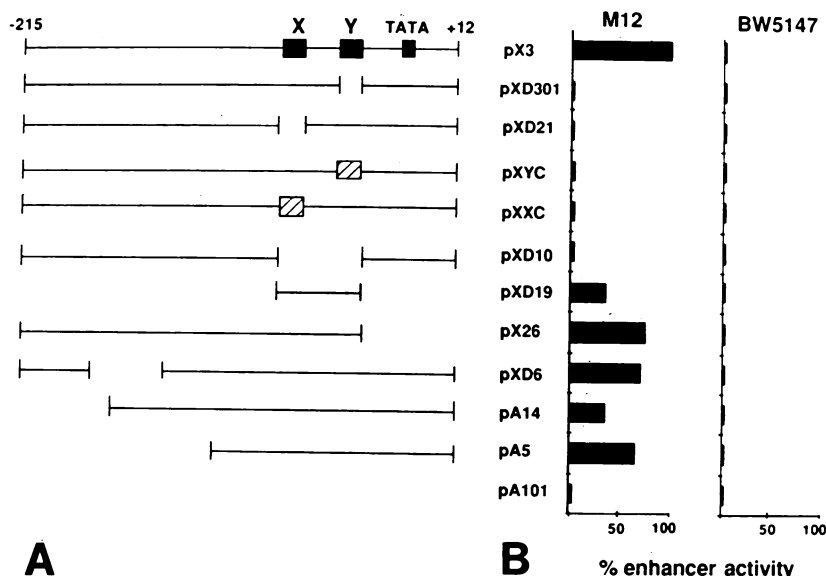 -215 X Y TATA +12
M12 BW5147
pX3
pXD301
pXD21
pXYC
pXXC
pXD10
pXD19
pX26
pXD6
pA14
pA5
pA101
50 100 50 100
A B % enhancer activity